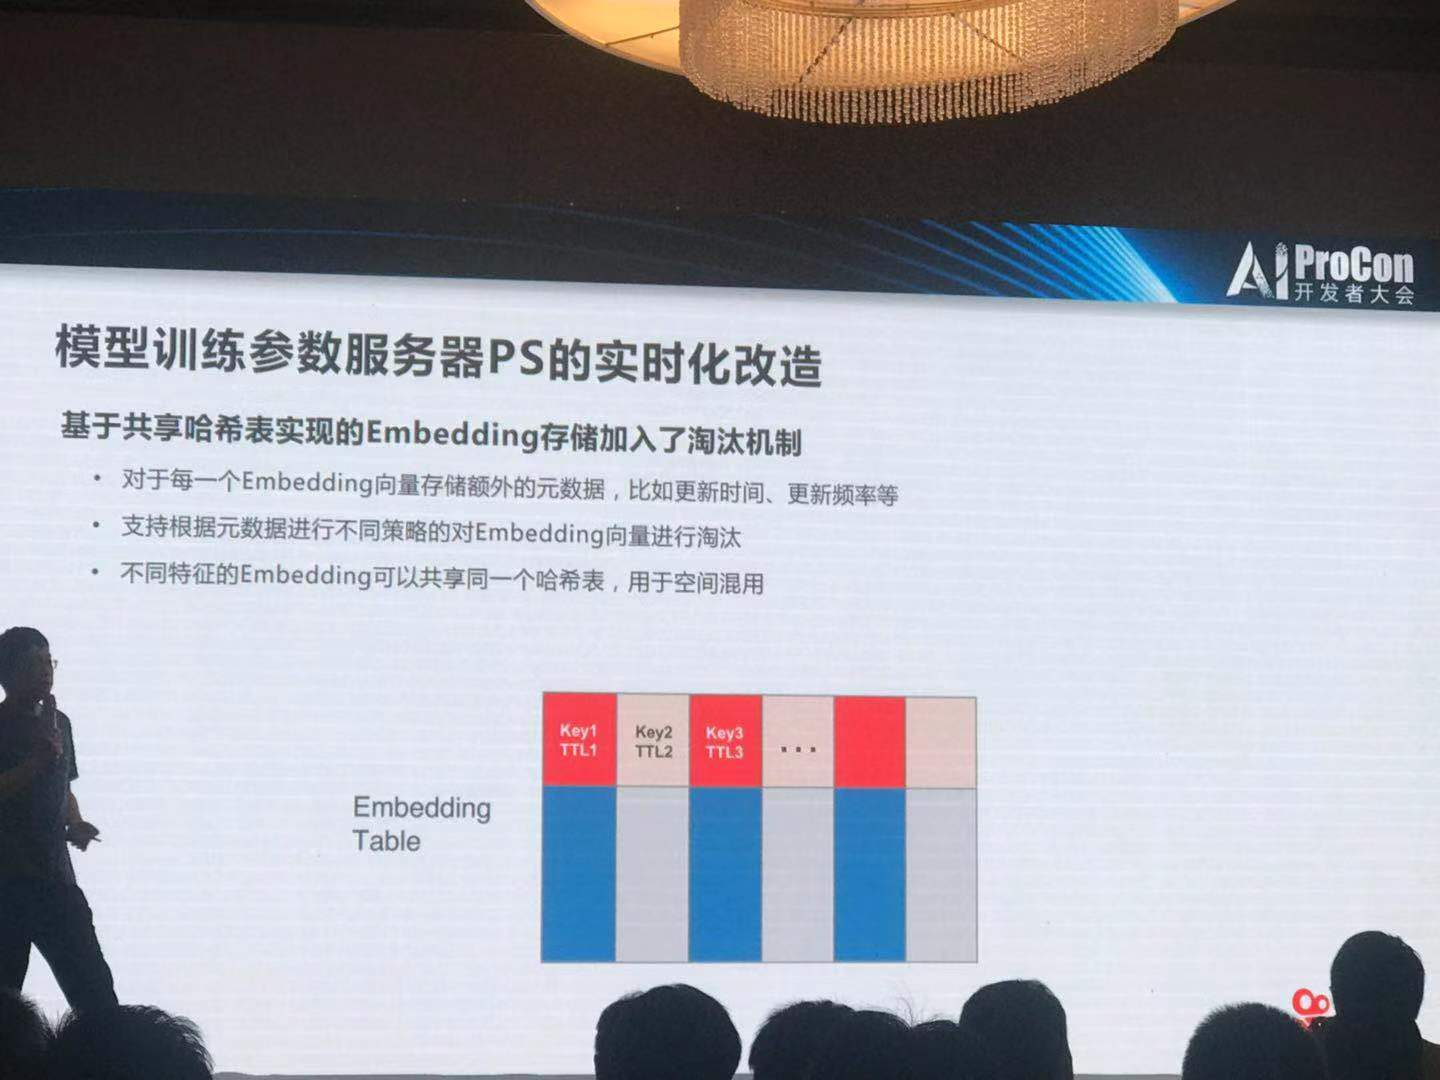 AI ProCon
开发者大会
模型训练参数服务器PS的实时化改造
基于共享哈希表实现的Embedding存储加入了淘汰机制
• 对于每一个Embedding向量存储额外的元数据，比如更新时间、更新频率等
• 支持根据元数据进行不同策略的对Embedding向量进行淘汰
• 不同特征的Embedding可以共享同一个哈希表，用于空间混用
Key1 Key2 Key3
TTL1 TTL2 TTL3 ...
Embedding
Table